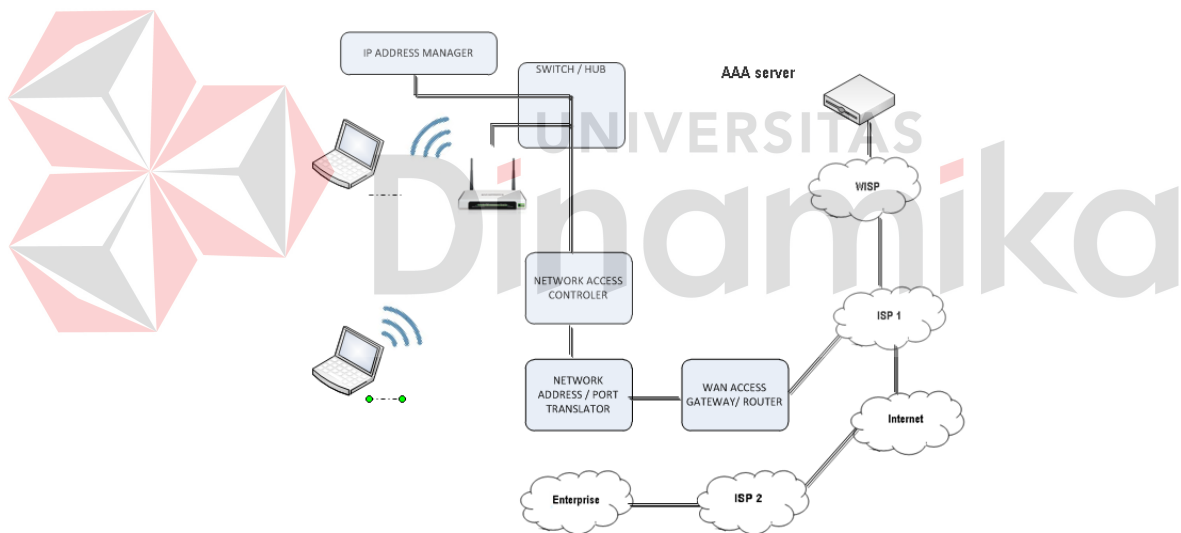 IP ADDRESS MANAGER
SWITCH / HUB
AAA server
UNIVERSITAS
Dinamika
WISP
NETWORK ACCESS
CONTROLER
ISP 1
NETWORK
ADDRESS / PORT
TRANSLATOR
WAN ACCESS
GATEWAY/ ROUTER
Internet
Enterprise
ISP 2